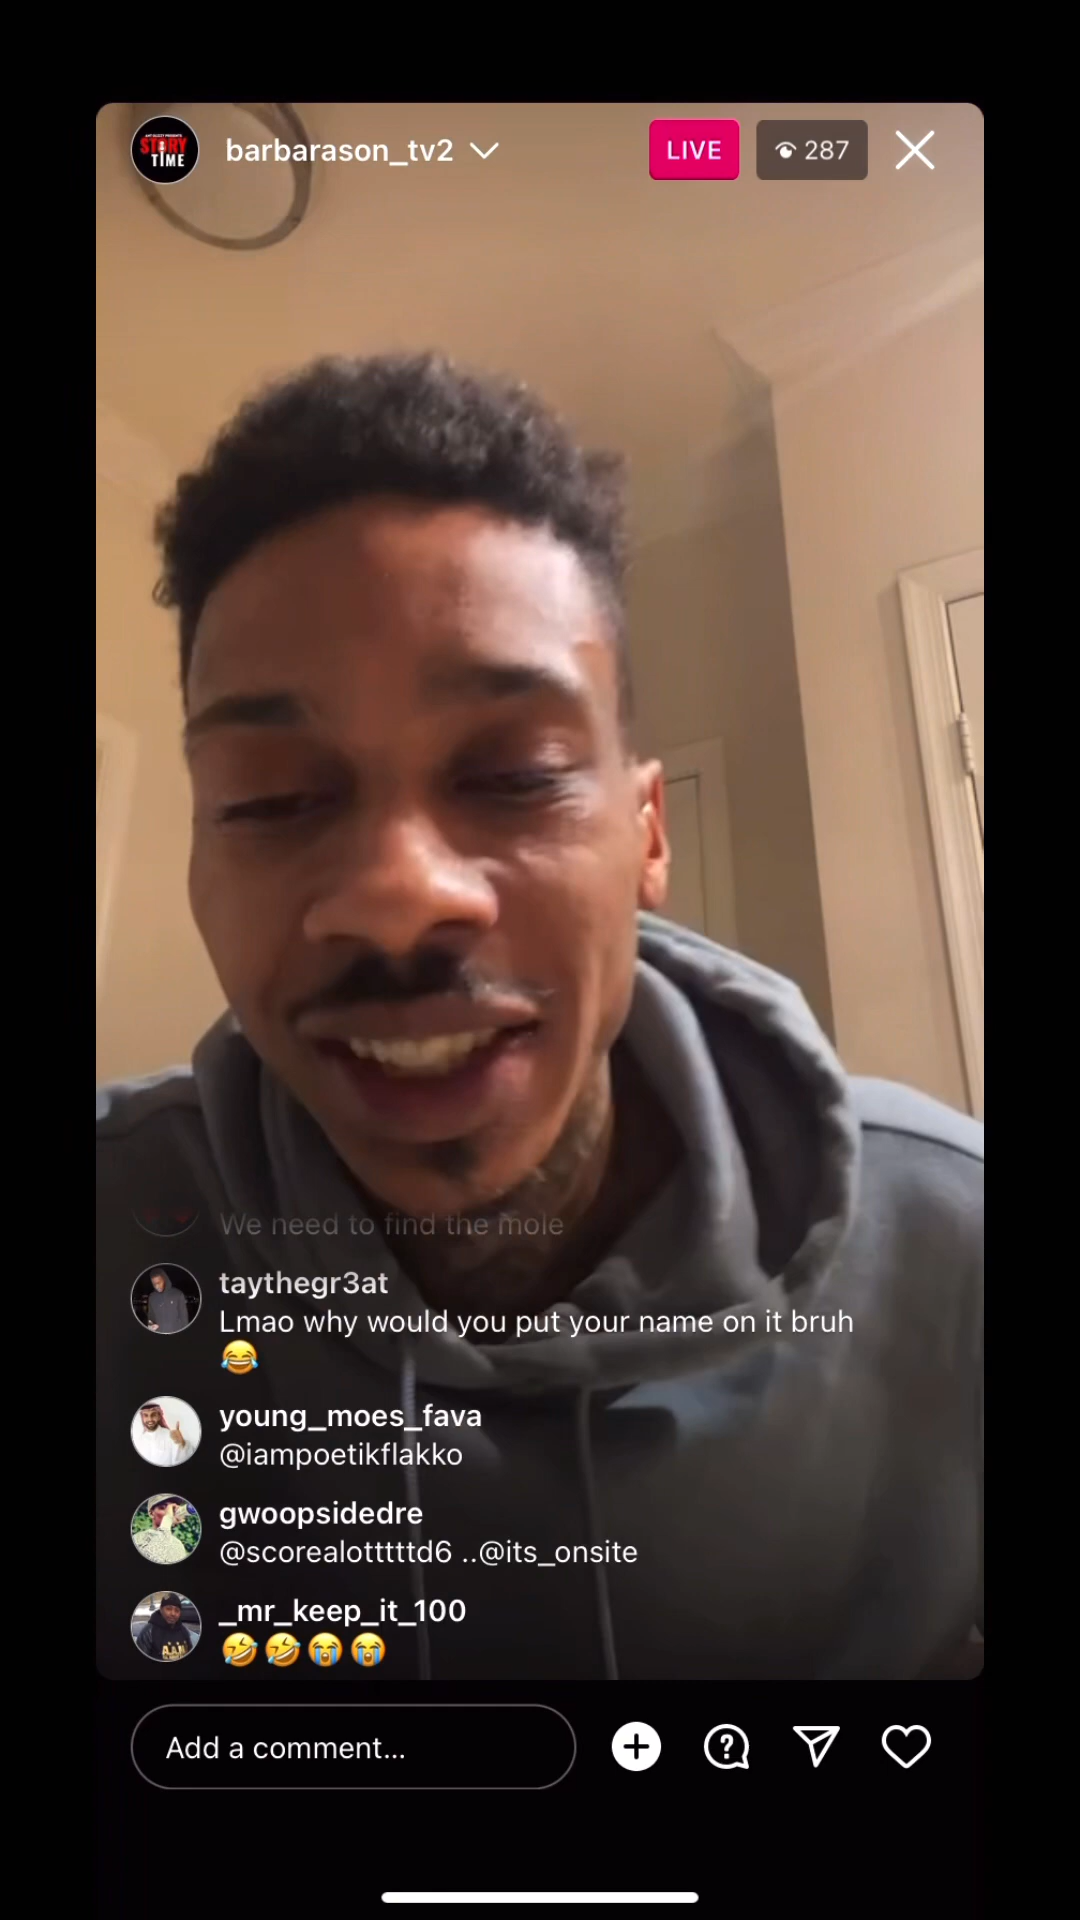 STORY
TIME
barbarason_tv2
LIVE
287
We need to find the mole
taythegr3at
Lmao why would you put your name on it bruh
😂
young_moes_fava
@iampoetikflakko
gwoopsidedre
@scorealotttttd6 ..@its_onsite
_mr_keep_it_100
🤣🤣😭😭
Add a comment...